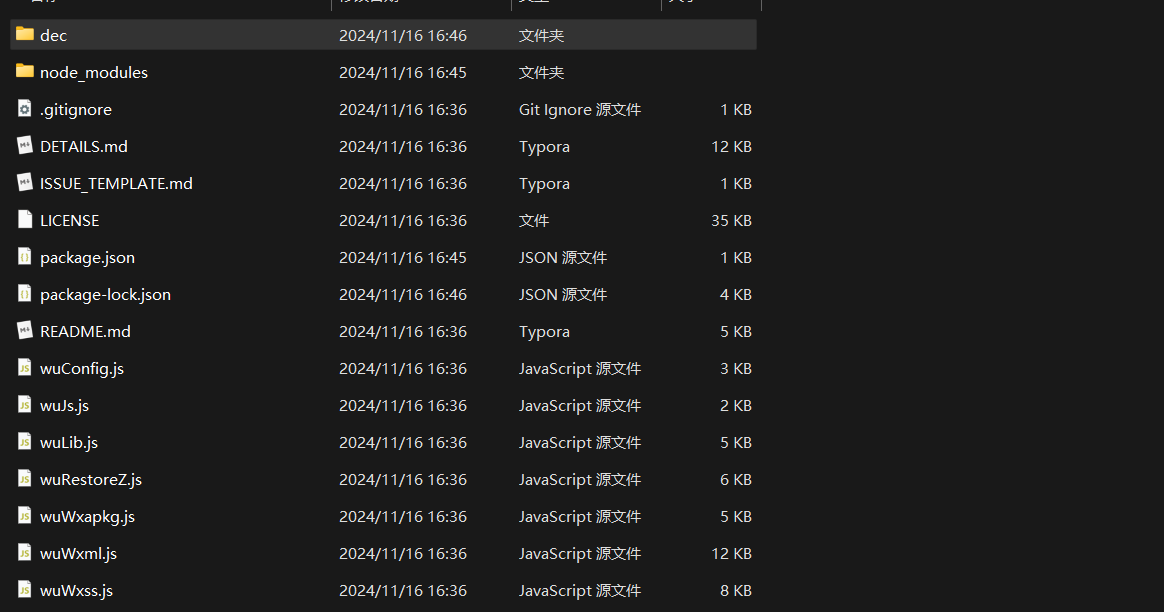 dec 2024/11/16 16:46 文件夹
node_modules 2024/11/16 16:45 文件夹
.gitignore 2024/11/16 16:36 Git Ignore 源文件 1 KB
DETAILS.md 2024/11/16 16:36 Typora 12 KB
ISSUE_TEMPLATE.md 2024/11/16 16:36 Typora 1 KB
LICENSE 2024/11/16 16:36 文件 35 KB
package.json 2024/11/16 16:45 JSON 源文件 1 KB
package-lock.json 2024/11/16 16:46 JSON 源文件 4 KB
README.md 2024/11/16 16:36 Typora 5 KB
wuConfig.js 2024/11/16 16:36 JavaScript 源文件 3 KB
wuJs.js 2024/11/16 16:36 JavaScript 源文件 2 KB
wuLib.js 2024/11/16 16:36 JavaScript 源文件 5 KB
wuRestoreZ.js 2024/11/16 16:36 JavaScript 源文件 6 KB
wuWxapkg.js 2024/11/16 16:36 JavaScript 源文件 5 KB
wuWxml.js 2024/11/16 16:36 JavaScript 源文件 12 KB
wuWxss.js 2024/11/16 16:36 JavaScript 源文件 8 KB